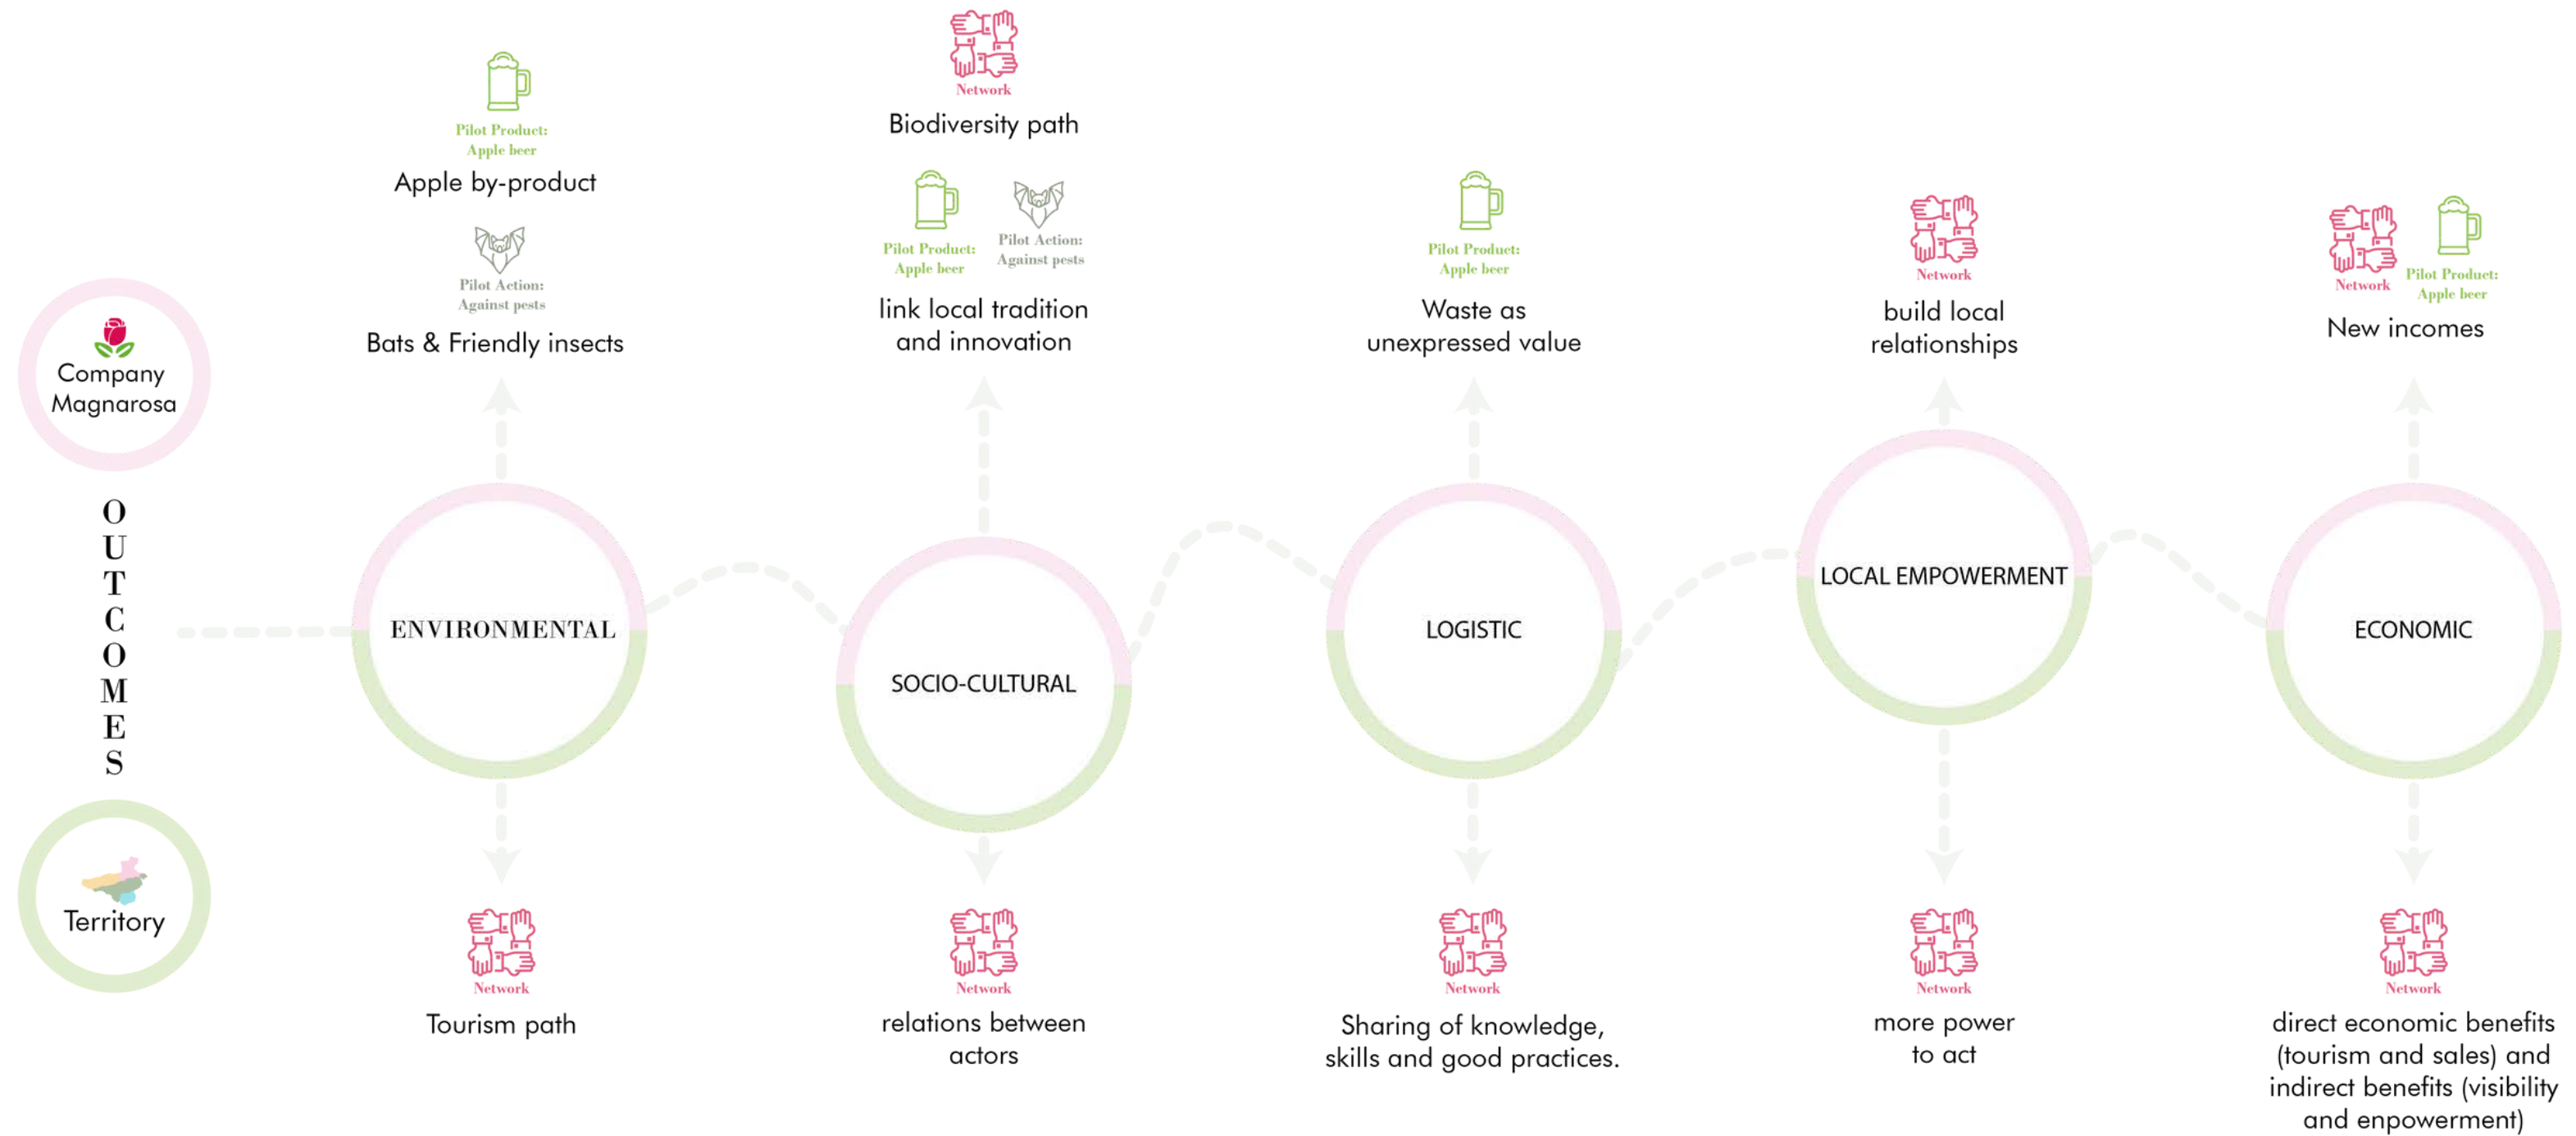 Company
Magnarosa
OUTCOMES
Territory
Pilot Product:
Apple beer
Apple by-product
Pilot Action:
Against pests
Bats & Friendly insects
ENVIRONMENTAL
Network
Tourism path
Network
Biodiversity path
Pilot Product:
Apple beer
Pilot Action:
Against pests
link local tradition
and innovation
SOCIO-CULTURAL
Network
relations between
actors
Pilot Product:
Apple beer
Waste as
unexpressed value
LOGISTIC
Network
Sharing of knowledge,
skills and good practices.
Network
build local
relationships
LOCAL EMPOWERMENT
Network
more power
to act
Network
Pilot Product:
Apple beer
New incomes
ECONOMIC
Network
direct economic benefits
(tourism and sales) and
indirect benefits (visibility
and enpowerment)